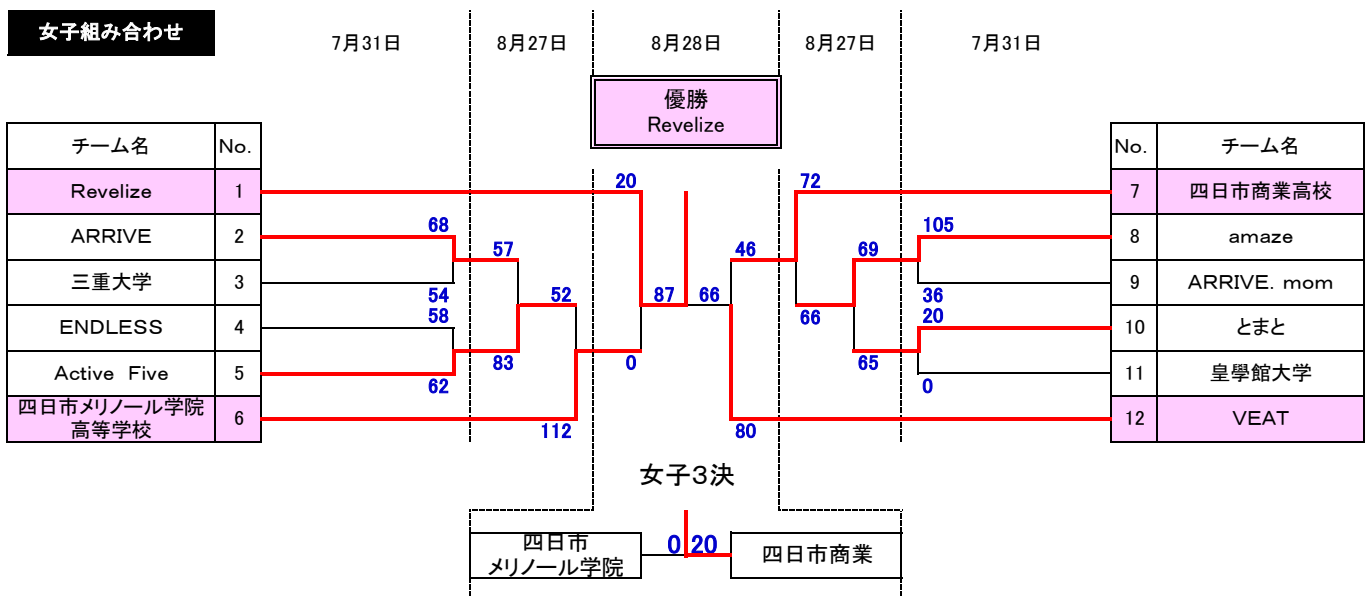 女子組み合わせ
7月31日 8月27日 8月28日 8月27日 7月31日
優勝
Revelize
チーム名 No.
Revelize 1
ARRIVE 2
三重大学 3
ENDLESS 4
Active Five 5
四日市メリノール学院
高等学校 6
No. チーム名
7 四日市商業高校
8 amaze
9 ARRIVE．mom
10 とまと
11 皇學館大学
12 VEAT
20 72
68 57 46 69 105
54 52 87 66 36
58 66 20
83 0 65
62 0
112 80
女子3決
四日市
メリノール学院
0 20
四日市商業